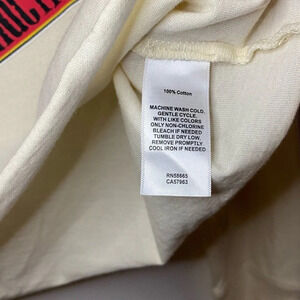 100% Cotton
MACHINE WASH COLD.
GENTLE CYCLE.
WITH LIKE COLORS
ONLY NON-CHLORINE
BLEACH IF NEEDED
TUMBLE DRY LOW,
REMOVE PROMPTLY
COOL IRON IF NEEDED
RN58665
CA57963